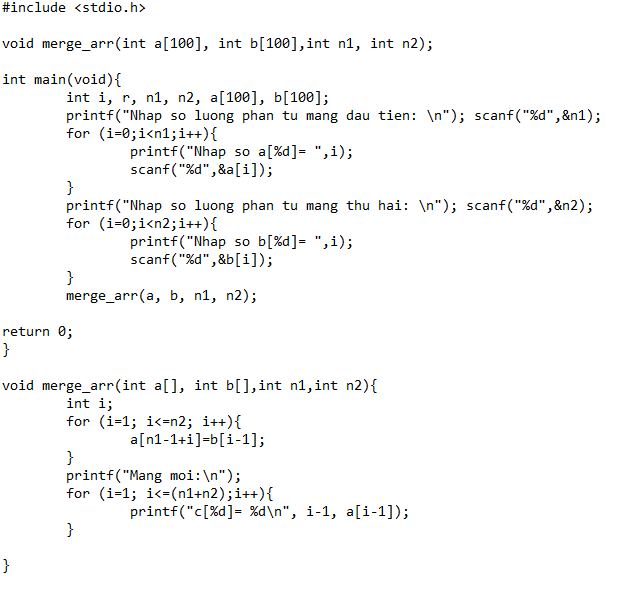 #include <stdio.h>
void merge_arr(int a[100], int b[100],int n1, int n2);
int main(void){
int i, r, n1, n2, a[100], b[100];
printf("Nhap so luong phan tu mang dau tien: \n"); scanf("%d",&n1);
for (i=0;i<n1;i++){
printf("Nhap so a[%d]= ",i);
scanf("%d",&a[i]);
}
printf("Nhap so luong phan tu mang thu hai: \n"); scanf("%d",&n2);
for (i=0;i<n2;i++){
printf("Nhap so b[%d]= ",i);
scanf("%d",&b[i]);
}
merge_arr(a, b, n1, n2);
return 0;
}
void merge_arr(int a[], int b[],int n1,int n2){
int i;
for (i=1; i<=n2; i++){
a[n1-1+i]=b[i-1];
}
printf("Mang moi:\n");
for (i=1; i<=(n1+n2);i++){
printf("c[%d]= %d\n", i-1, a[i-1]);
}
}